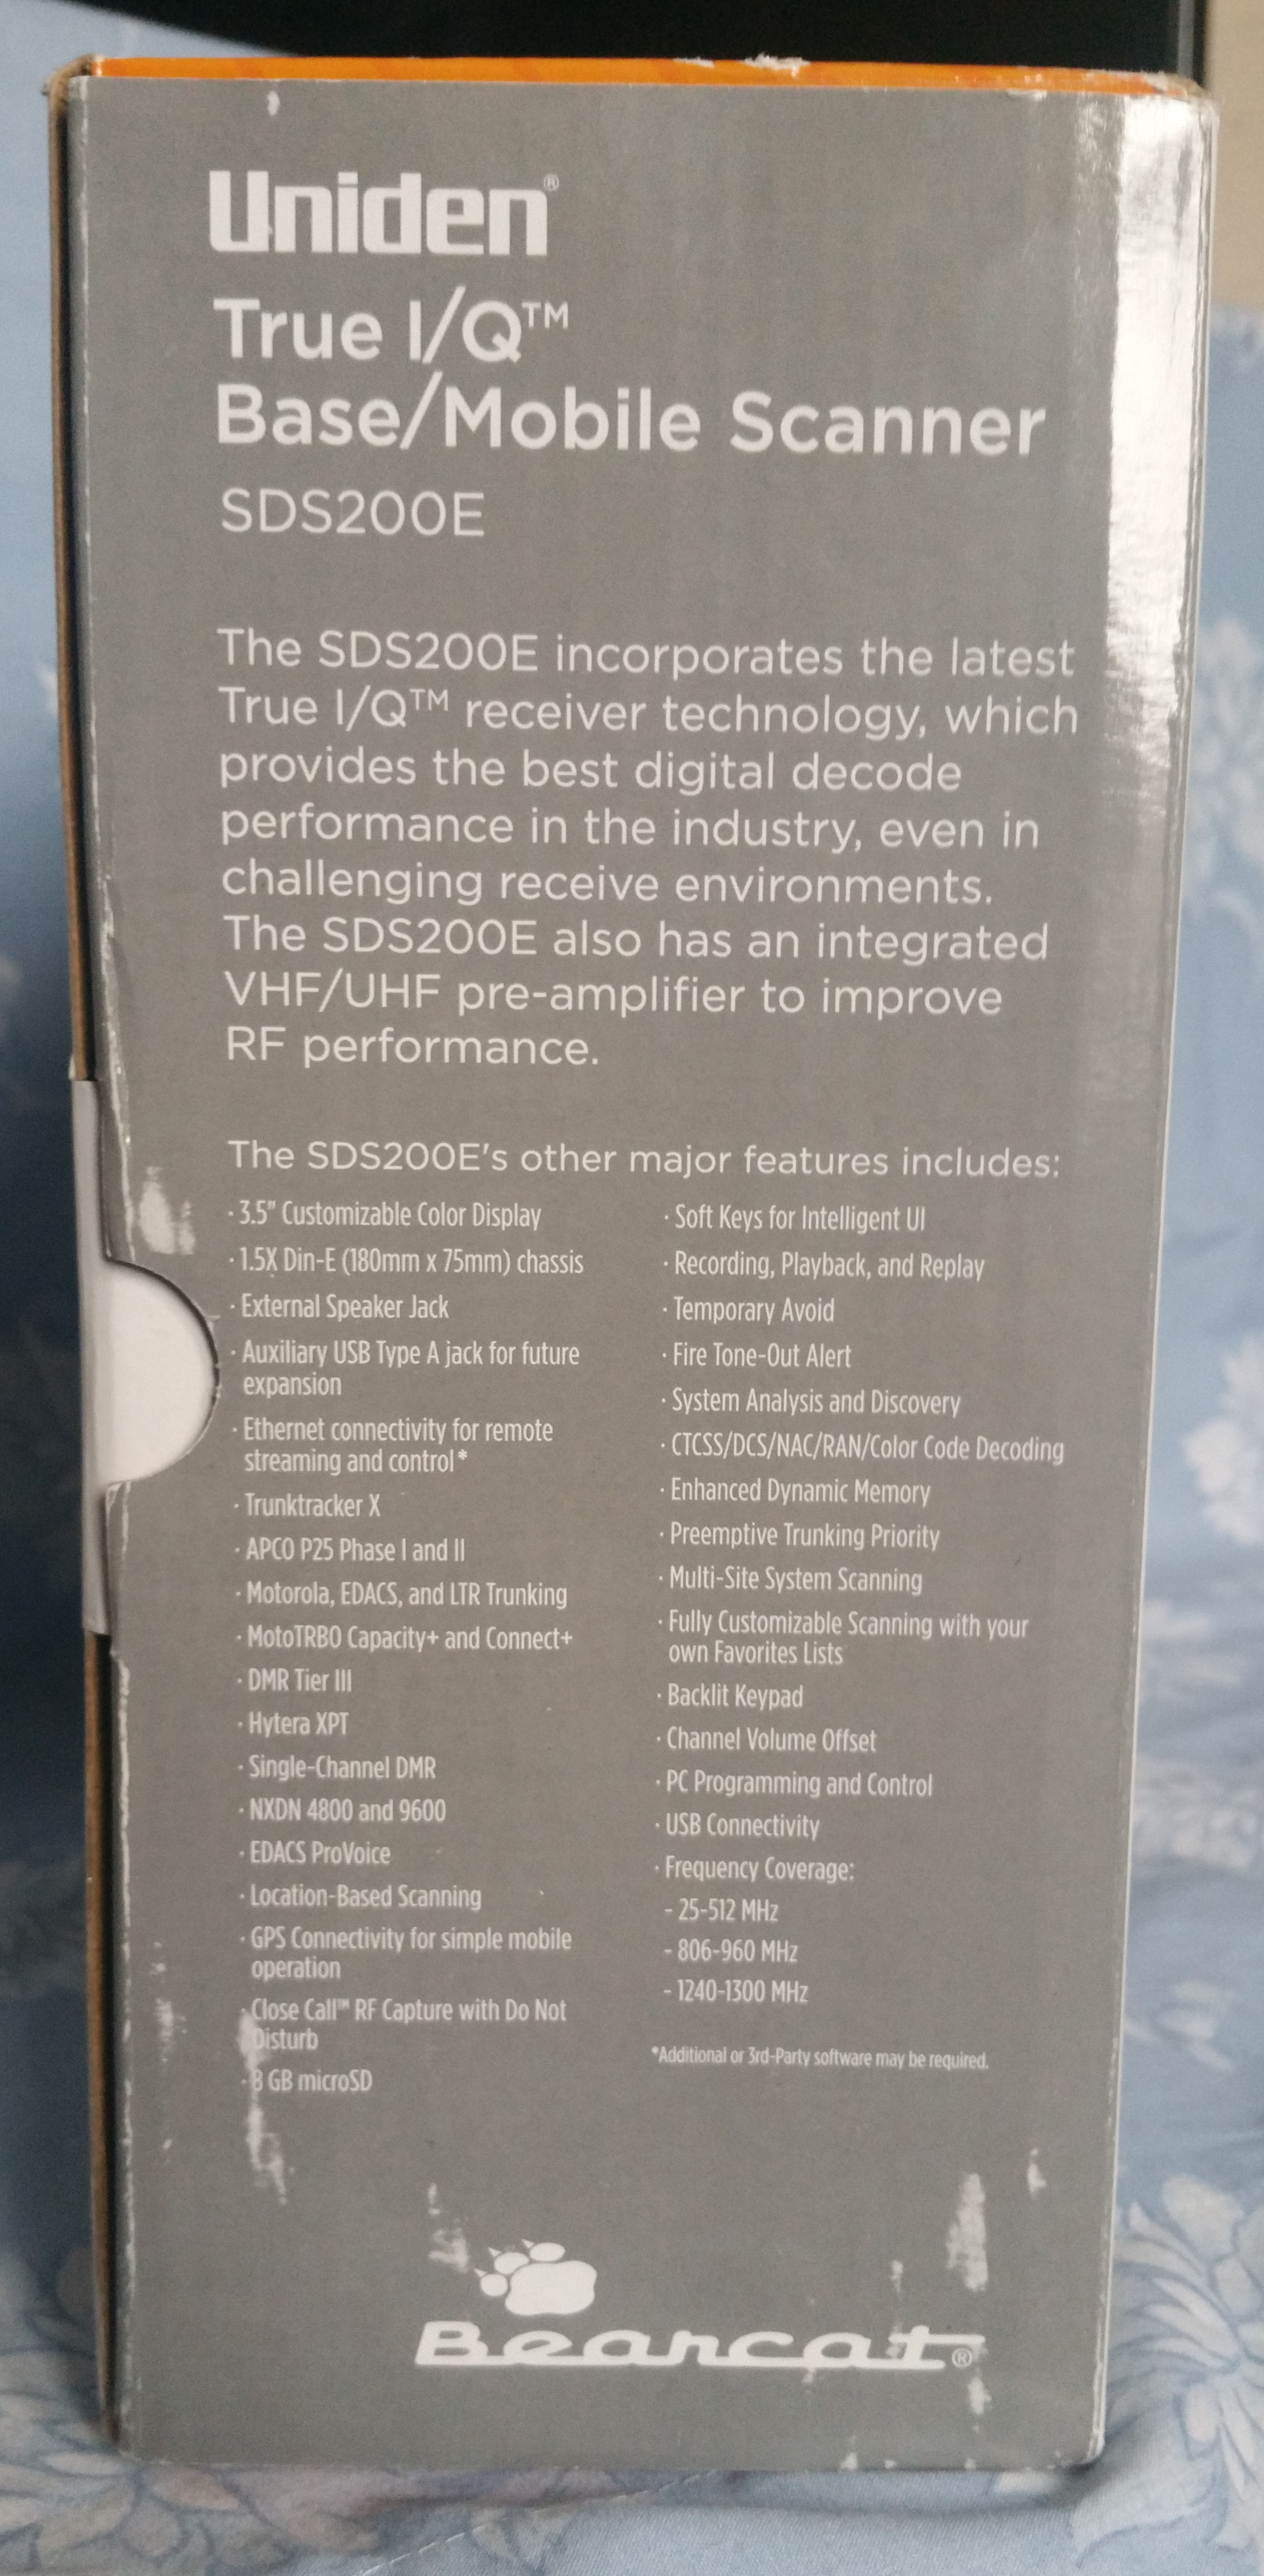 Uniden®
True I/Q™
Base/Mobile Scanner
SDS200E
The SDS200E incorporates the latest
True I/Q™ receiver technology, which
provides the best digital decode
performance in the industry, even in
challenging receive environments.
The SDS200E also has an integrated
VHF/UHF pre-amplifier to improve
RF performance.
The SDS200E's other major features includes:
· 3.5" Customizable Color Display
· 1.5X Din-E (180mm x 75mm) chassis
· External Speaker Jack
· Auxiliary USB Type A jack for future
expansion
· Ethernet connectivity for remote
streaming and control*
· Trunktracker X
· APCO P25 Phase I and II
· Motorola, EDACS, and LTR Trunking
· MotoTRBO Capacity+ and Connect+
· DMR Tier III
· Hytera XPT
· Single-Channel DMR
· NXDN 4800 and 9600
· EDACS ProVoice
· Location-Based Scanning
· GPS Connectivity for simple mobile
operation
· Close Call™ RF Capture with Do Not
Disturb
· 8 GB microSD
· Soft Keys for Intelligent UI
· Recording, Playback, and Replay
· Temporary Avoid
· Fire Tone-Out Alert
· System Analysis and Discovery
· CTCSS/DCS/NAC/RAN/Color Code Decoding
· Enhanced Dynamic Memory
· Preemptive Trunking Priority
· Multi-Site System Scanning
· Fully Customizable Scanning with your
own Favorites Lists
· Backlit Keypad
· Channel Volume Offset
· PC Programming and Control
· USB Connectivity
· Frequency Coverage:
- 25-512 MHz
- 806-960 MHz
- 1240-1300 MHz
*Additional or 3rd-Party software may be required.
Bearcat®